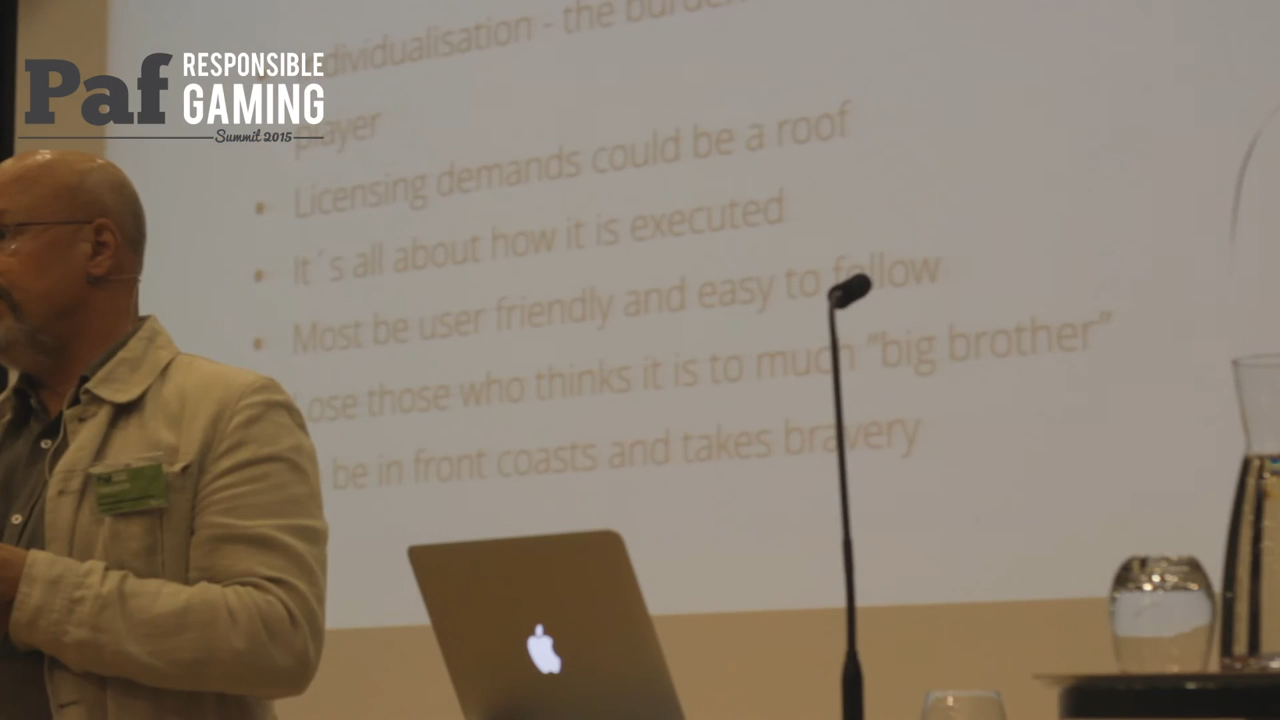 Paf RESPONSIBLE
GAMING
Summit 2015
dividualisation - the burden
player
Licensing demands could be a roof
It´s all about how it is executed
Most be user friendly and easy to follow
ose those who thinks it is to much "big brother"
be in front coasts and takes bravery